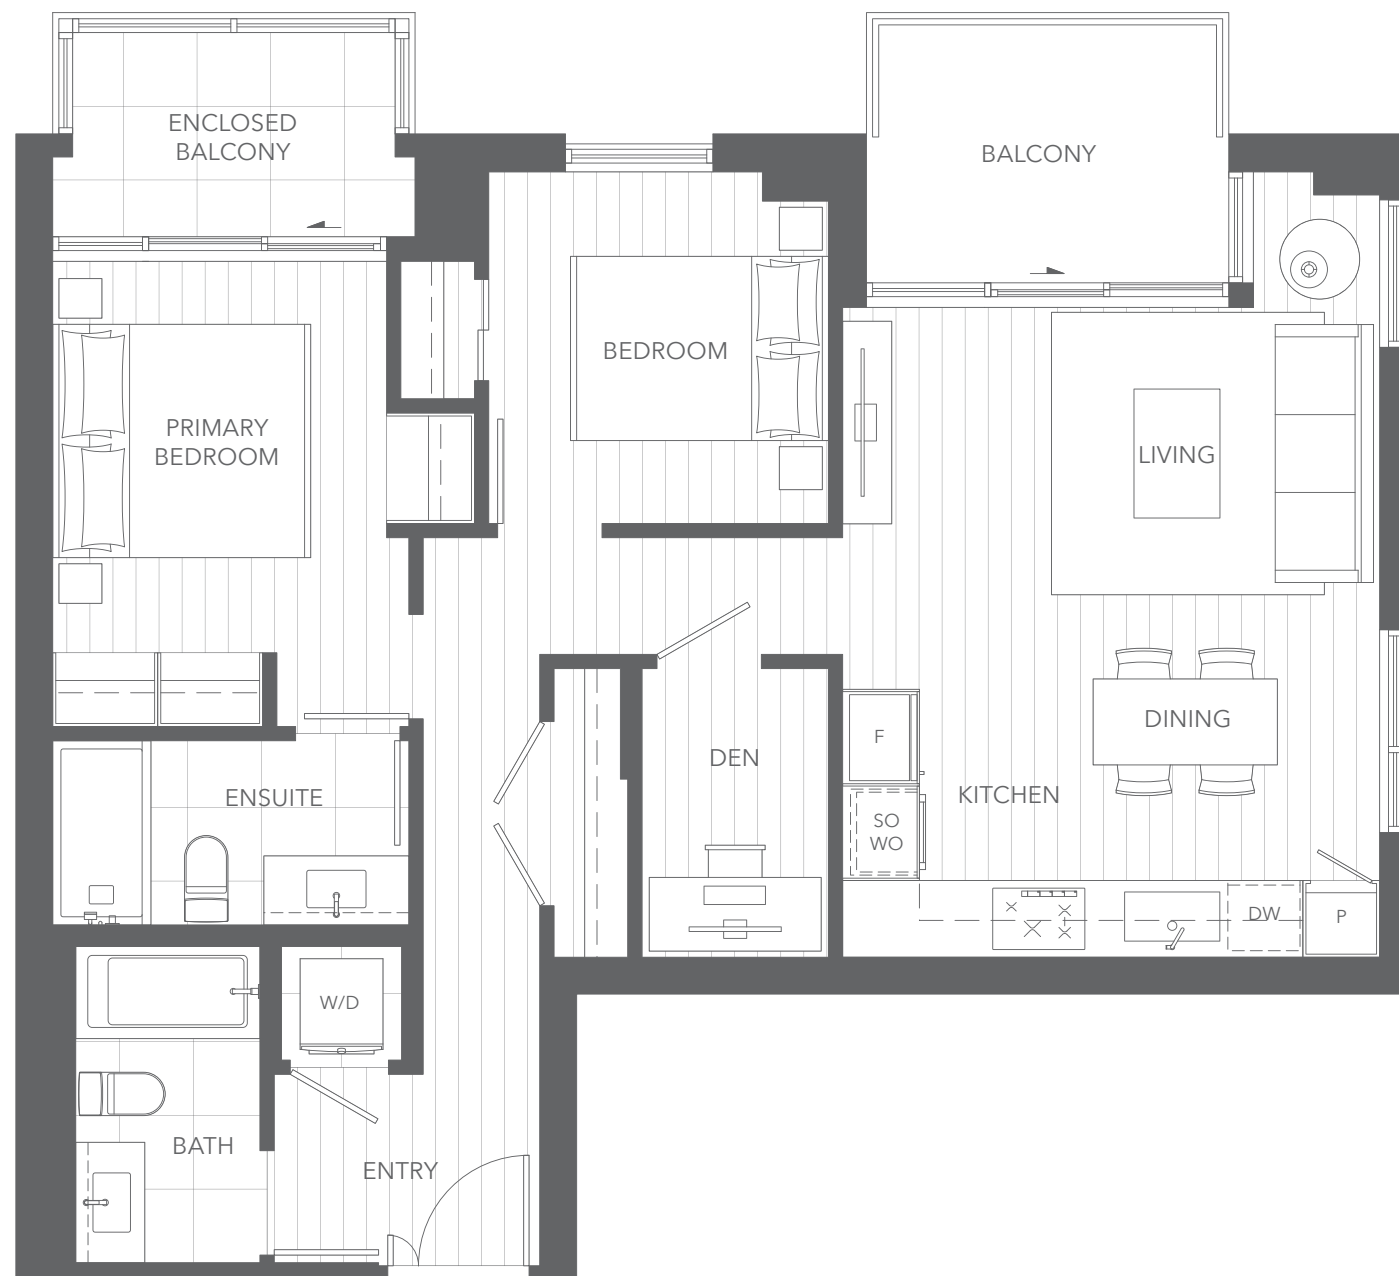 ENCLOSED
BALCONY
BALCONY
BEDROOM
PRIMARY
BEDROOM
LIVING
DINING
F
DEN
KITCHEN
ENSUITE
SO
WO
DW
P
W/D
BATH
ENTRY